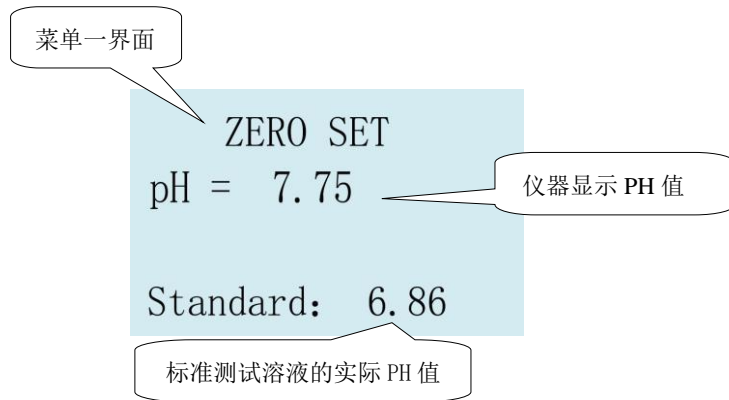 菜单一界面
ZERO SET
pH = 7.75
仪器显示 PH 值
Standard： 6.86
标准测试溶液的实际 PH 值